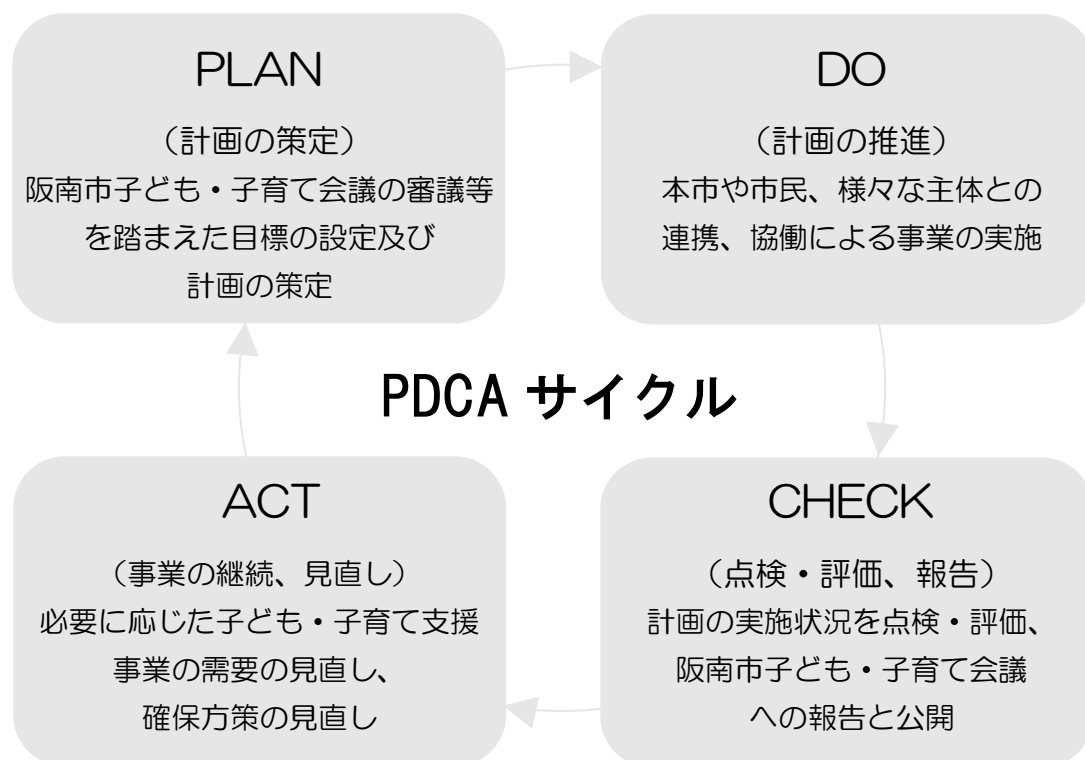 PLAN
（計画の策定）
阪南市子ども・子育て会議の審議等
を踏まえた目標の設定及び
計画の策定
DO
（計画の推進）
本市や市民、様々な主体との
連携、協働による事業の実施
PDCA サイクル
ACT
（事業の継続、見直し）
必要に応じた子ども・子育て支援
事業の需要の見直し、
確保方策の見直し
CHECK
（点検・評価、報告）
計画の実施状況を点検・評価、
阪南市子ども・子育て会議
への報告と公開